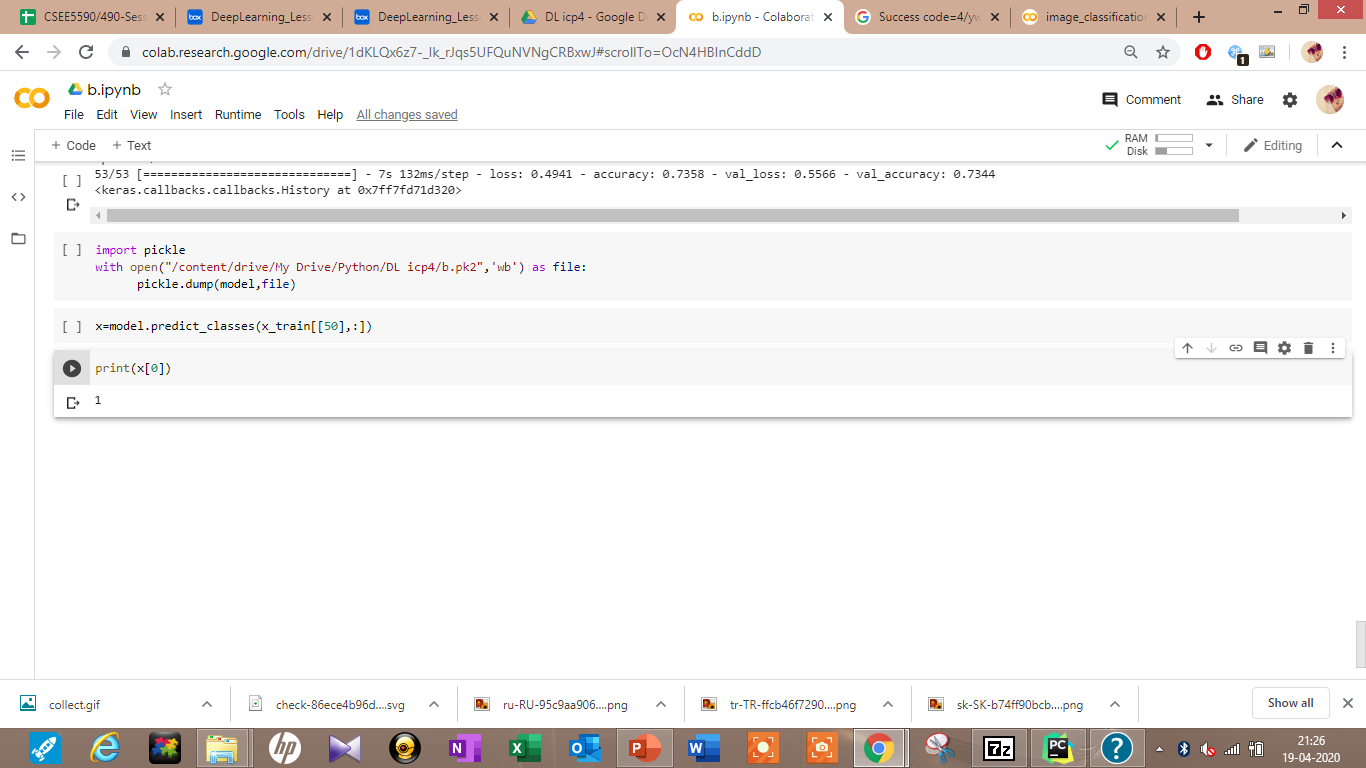 CSEE5590/490-Sess
DeepLearning_Less
DeepLearning_Less
DL icp4 - Google D
b.ipynb - Colaborat
Success code=4/yw
image_classification
colab.research.google.com/drive/1dKLQx6z7-_lk_rJqs5UFQuNVNgCRBxwJ#scrollTo=OcN4HBlnCddD
1
b.ipynb
File Edit View Insert Runtime Tools Help All changes saved
Comment
Share
+ Code + Text
RAM
Disk
Editing
53/53 [==============================] - 7s 132ms/step - loss: 0.4941 - accuracy: 0.7358 - val_loss: 0.5566 - val_accuracy: 0.7344
<keras.callbacks.callbacks.History at 0x7ff7fd71d320>
[ ]
[ ] import pickle
with open("/content/drive/My Drive/Python/DL icp4/b.pk2",'wb') as file:
pickle.dump(model,file)
[ ] x=model.predict_classes(x_train[[50],:])
print(x[0])
1
collect.gif
check-86ece4b96d....svg
ru-RU-95c9aa906....png
tr-TR-ffcb46f7290....png
sk-SK-b74ff90bcb....png
Show all
21:26
19-04-2020